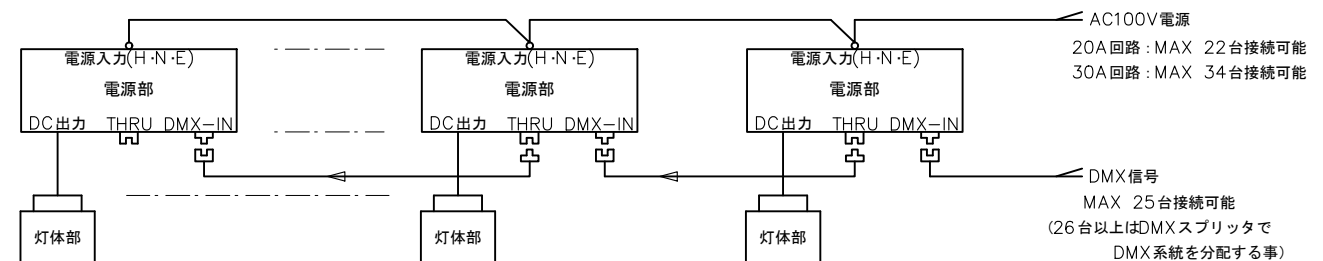 AC100V電源
20A回路:MAX 22台接続可能
30A回路:MAX 34台接続可能
電源入力(H・N・E)
電源部
DC出力 THRU DMX-IN
灯体部
電源入力(H・N・E)
電源部
DC出力 THRU DMX-IN
灯体部
電源入力(H・N・E)
電源部
DC出力 THRU DMX-IN
灯体部
DMX信号
MAX 25台接続可能
(26台以上はDMXスプリッタで
DMX系統を分配する事)